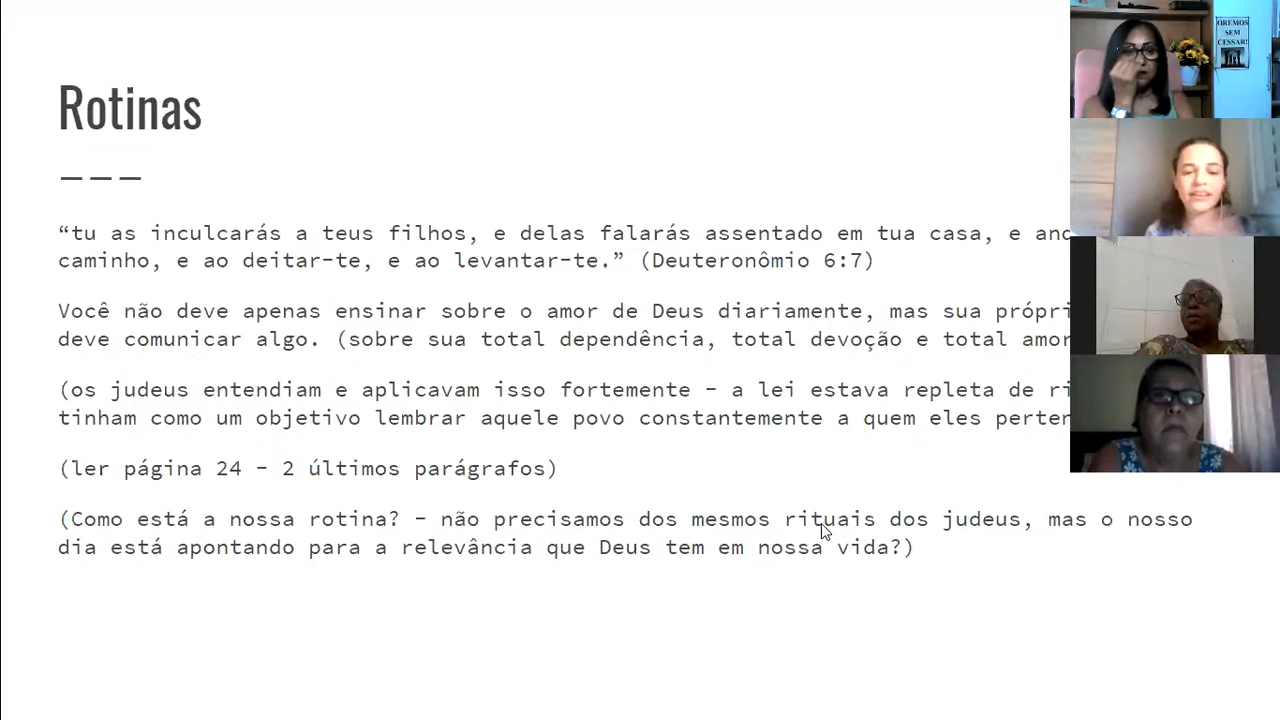 Rotinas
“tu as inculcarás a teus filhos, e delas falarás assentado em tua casa, e
caminho, e ao deitar-te, e ao levantar-te.” (Deuteronômio 6:7)
Você não deve apenas ensinar sobre o amor de Deus diariamente, mas sua
deve comunicar algo. (sobre sua total dependência, total devoção e total amor
(os judeus entendiam e aplicavam isso fortemente – a lei estava repleta de
tinham como um objetivo lembrar aquele povo constantemente a quem eles
(ler página 24 – 2 últimos parágrafos)
(Como está a nossa rotina? – não precisamos dos mesmos rituais dos judeus, mas o nosso
dia está apontando para a relevância que Deus tem em nossa vida?)
OREMOS
SEM
CESSAR!